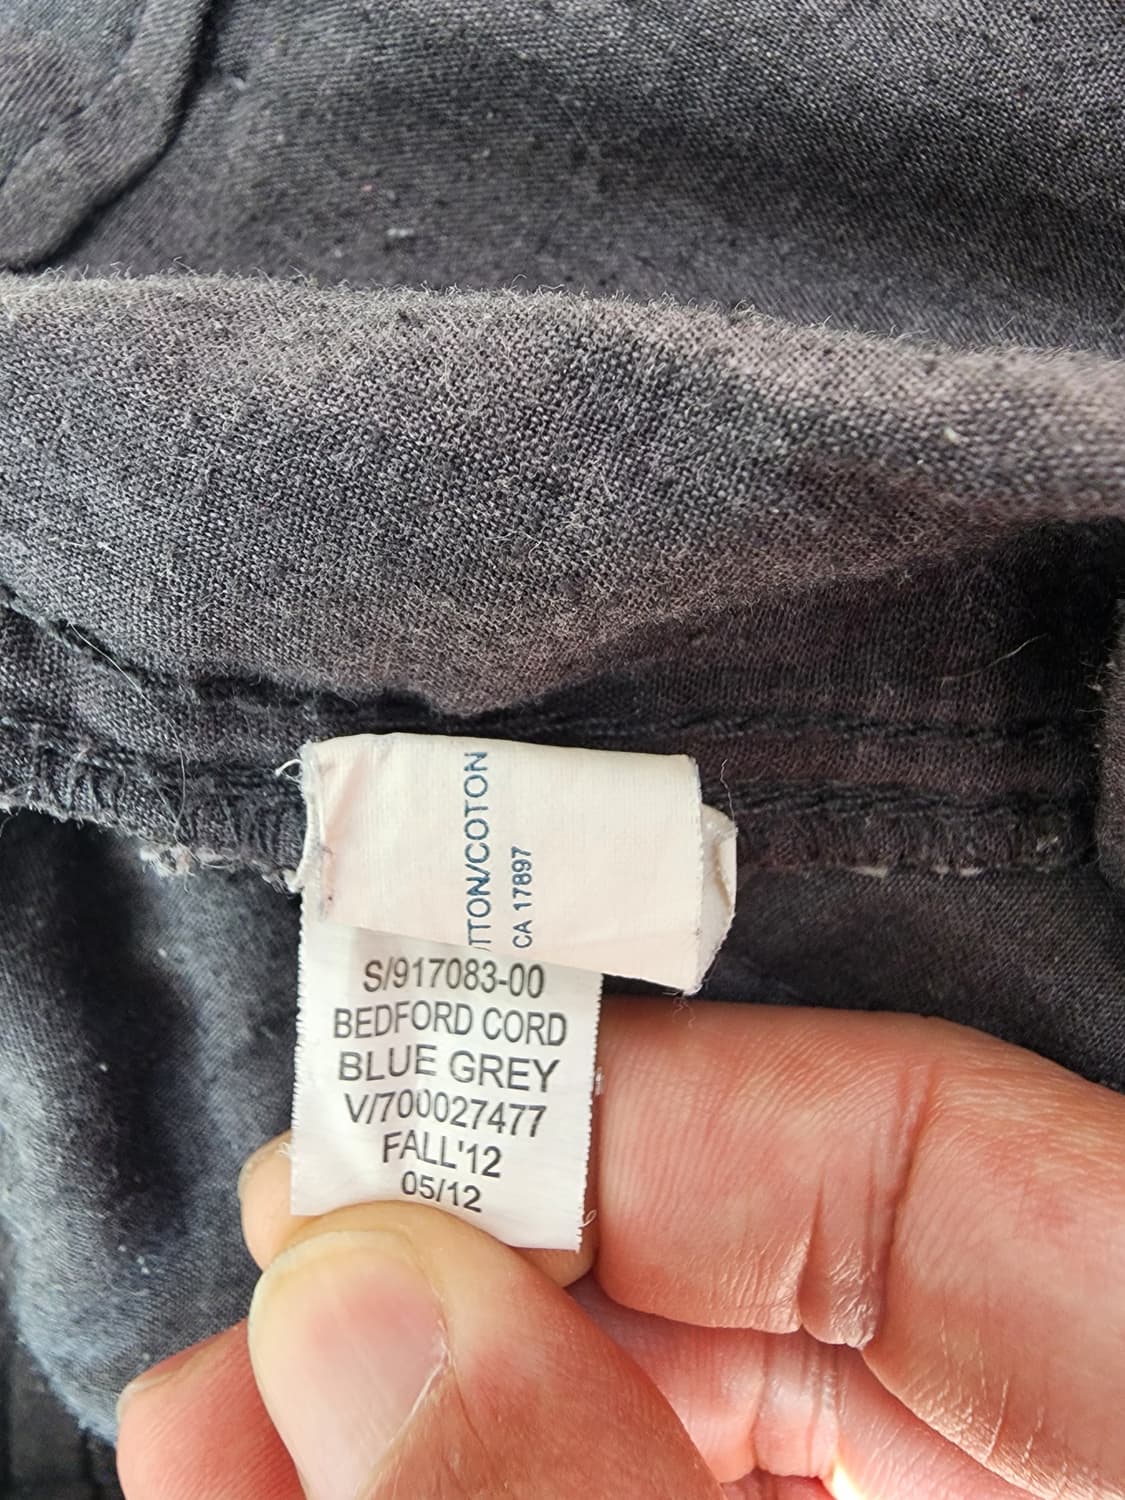 TTON/COTON
CA 17897
S/917083-00
BEDFORD CORD
BLUE GREY
V/700027477
FALL'12
05/12